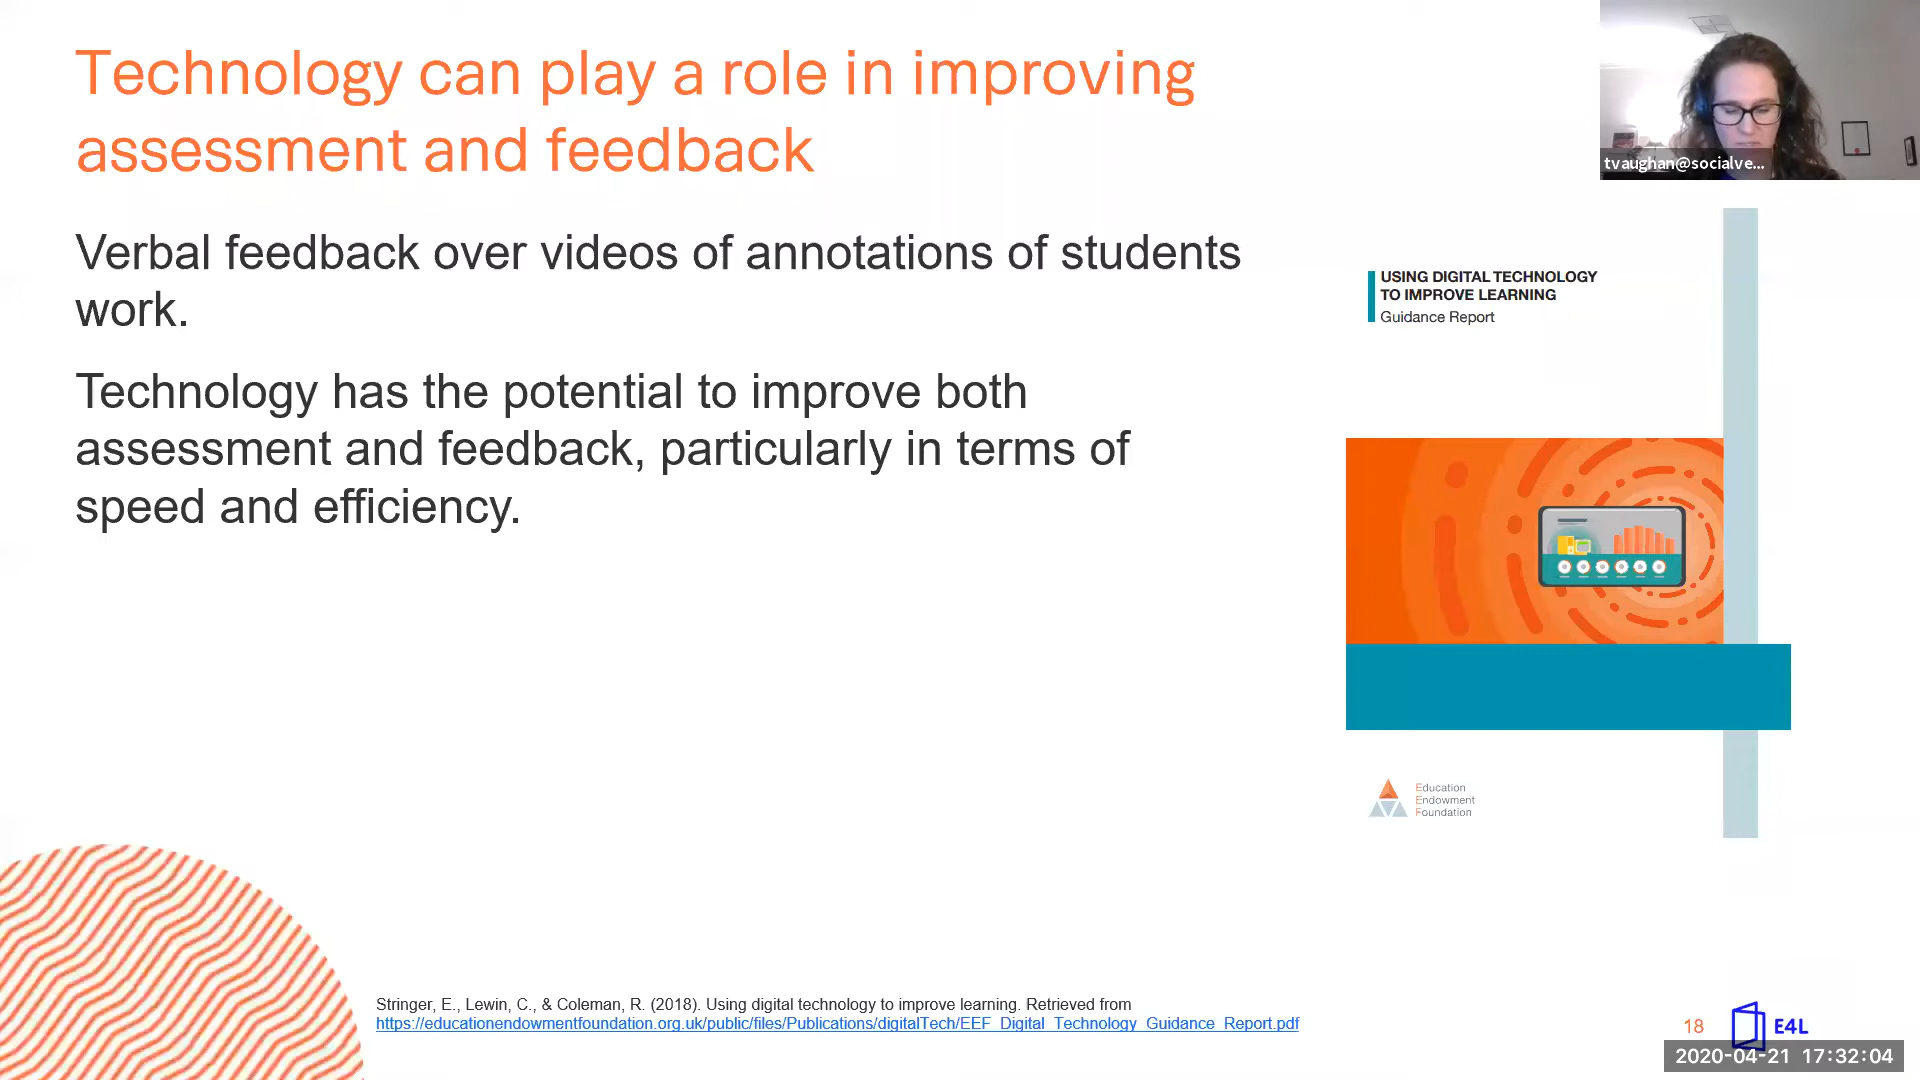 Technology can play a role in improving
assessment and feedback
tvaughan@socialve...
Verbal feedback over videos of annotations of students
work.
Technology has the potential to improve both
assessment and feedback, particularly in terms of
speed and efficiency.
USING DIGITAL TECHNOLOGY
TO IMPROVE LEARNING
Guidance Report
Education
Endowment
Foundation
Stringer, E., Lewin, C., & Coleman, R. (2018). Using digital technology to improve learning. Retrieved from
https://educationendowmentfoundation.org.uk/public/files/Publications/digitalTech/EEF_Digital_Technology_Guidance_Report.pdf
18
E4L
2020-04-21 17:32:04